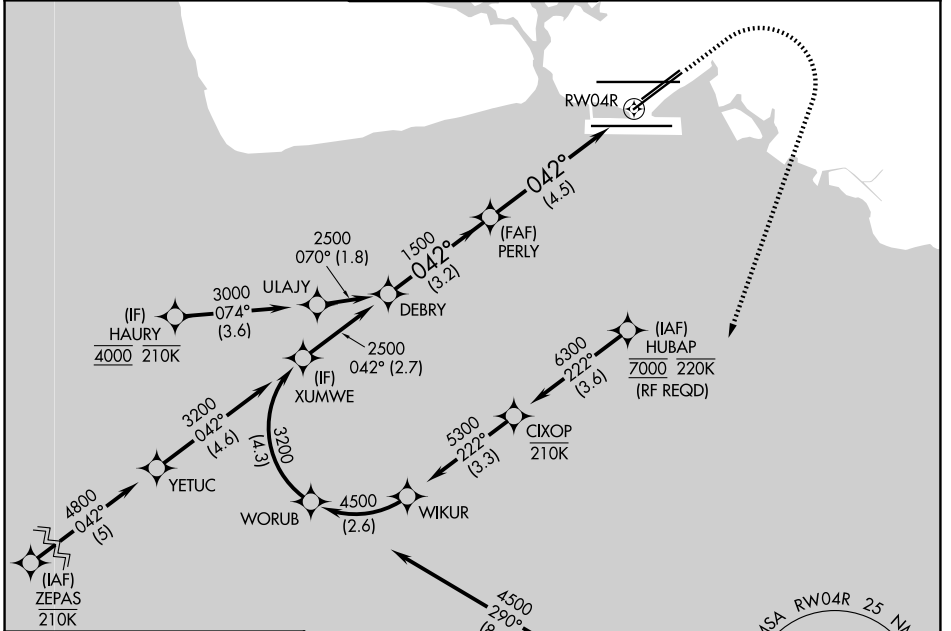 RW04R
042°
(4.5)
(FAF)
PERLY
1500
042°
(3.2)
2500
070° (1.8)
ULAJY
DEBRY
3000
074°
(3.6)
(IF)
HAURY
4000 210K
2500
042° (2.7)
(IF)
XUMWE
(IAF)
HUBAP
7000 220K
(RF REQD)
6300
222°
(3.6)
CIXOP
210K
5300
222°
(3.3)
3200
042°
(4.6)
3200
(4.3)
YETUC
WORUB
4500
(2.6)
WIKUR
4800
042°
(5)
(IAF)
ZEPAS
210K
4500
290°
MSA RW04R 25